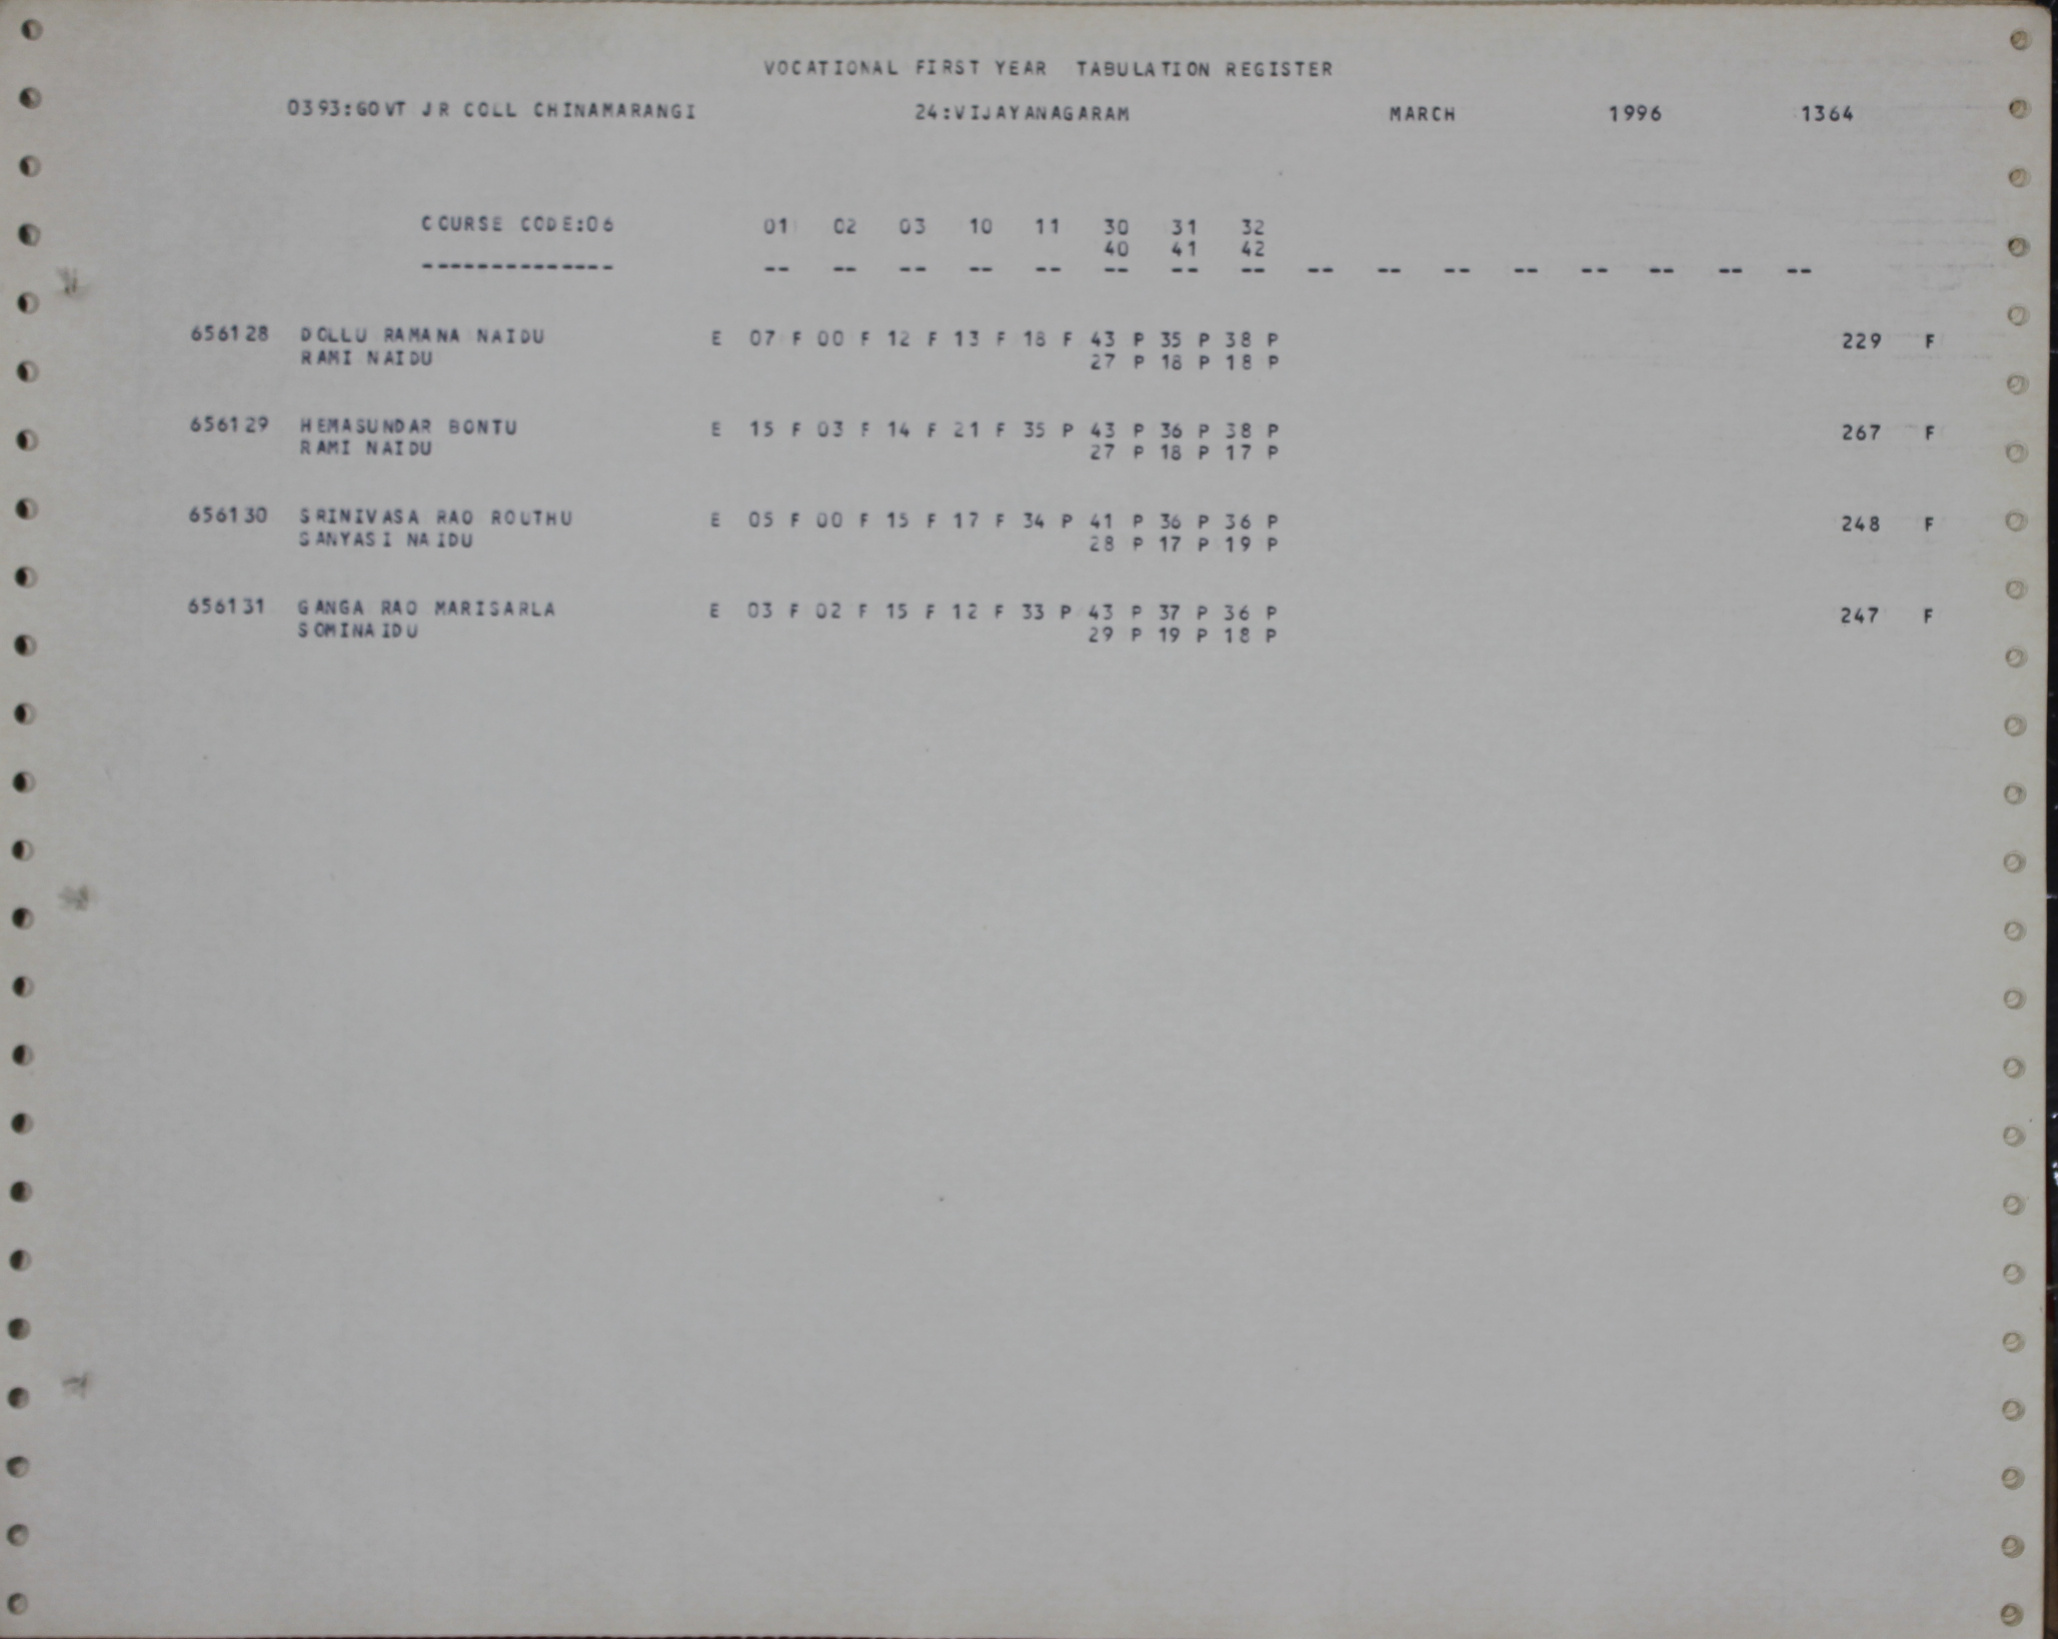 VOCATIONAL FIRST YEAR TABULATION REGISTER
0393:GOVT JR COLL CHINAMARANGI 24:VIJAYANAGARAM MARCH 1996 1364
COURSE CODE:06 01 02 03 10 11 30 31 32
40 41 42
-------------- -- -- -- -- -- -- -- -- -- -- -- -- -- -- -- --
656128 DOLLU RAMANA NAIDU E 07 F 00 F 12 F 13 F 18 F 43 P 35 P 38 P 229 F
RAMI NAIDU 27 P 18 P 18 P
656129 HEMASUNDAR BONTU E 15 F 03 F 14 F 21 F 35 P 43 P 36 P 38 P 267 F
RAMI NAIDU 27 P 18 P 17 P
656130 SRINIVASA RAO ROUTHU E 05 F 00 F 15 F 17 F 34 P 41 P 36 P 36 P 248 F
SANYASI NAIDU 28 P 17 P 19 P
656131 GANGA RAO MARISARLA E 03 F 02 F 15 F 12 F 33 P 43 P 37 P 36 P 247 F
SOMINAIDU 29 P 19 P 18 P